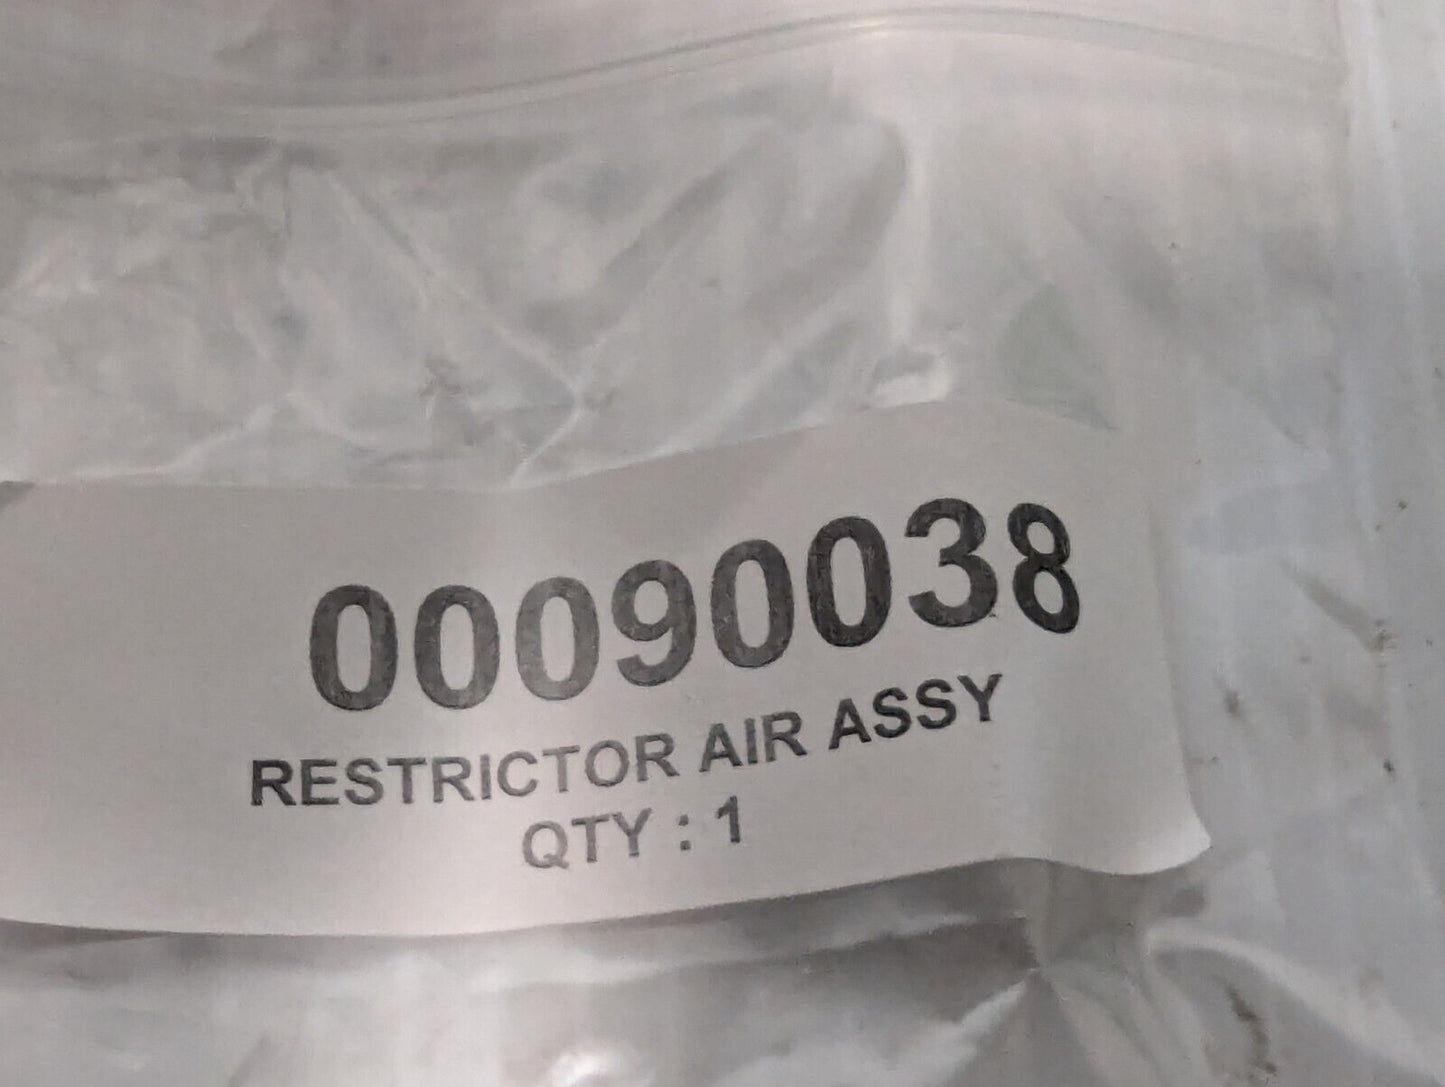 00090038
RESTRICTOR AIR ASSY
QTY : 1